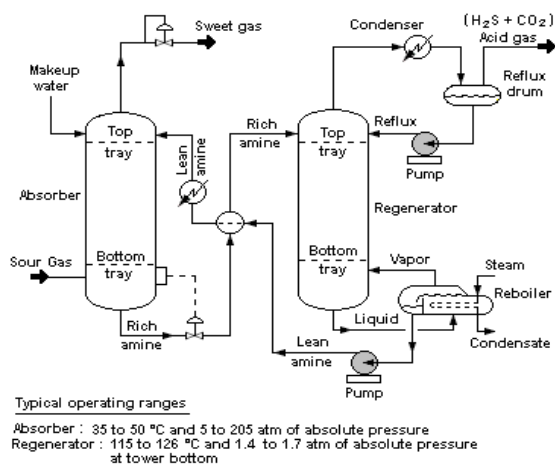 Sweet gas
Makeup
water
Top
tray
Absorber
Bottom
tray
Sour Gas
Rich
amine
Lean
amine
Rich
amine
Condenser
(H2S + CO2)
Acid gas
Reflux
drum
Reflux
Pump
Top
tray
Regenerator
Bottom
tray
Vapor
Steam
Reboiler
Liquid
Condensate
Lean
amine
Pump
Typical operating ranges
Absorber : 35 to 50 °C and 5 to 205 atm of absolute pressure
Regenerator : 115 to 126 °C and 1.4 to 1.7 atm of absolute pressure
at tower bottom